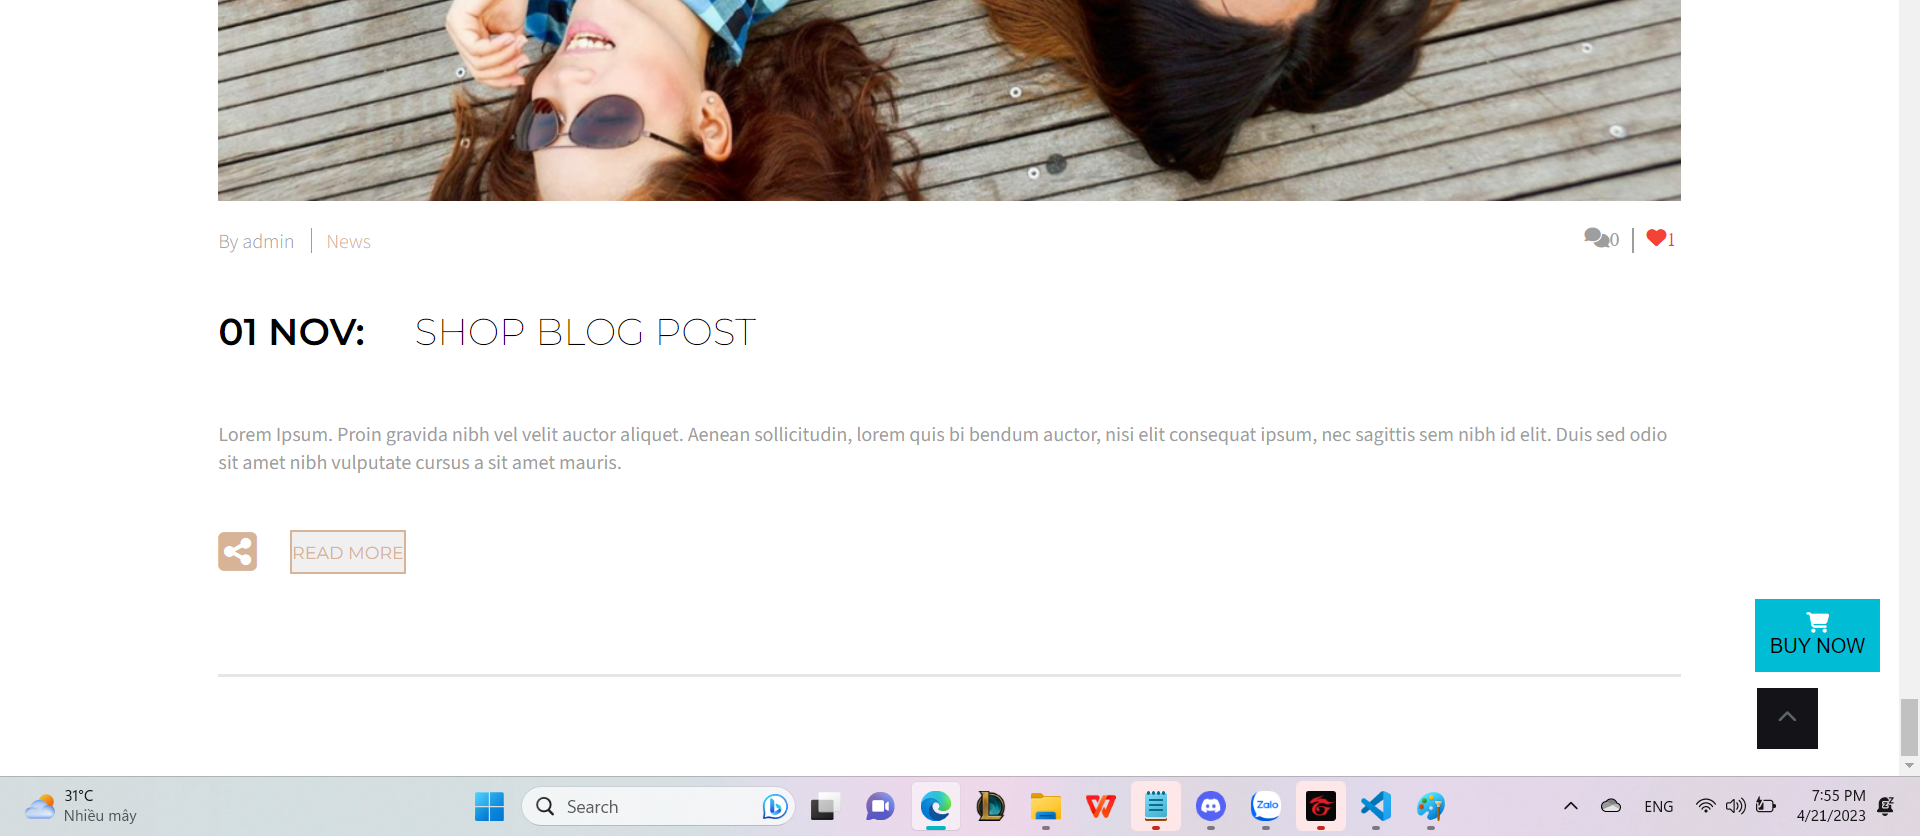 By admin News
0 1
01 NOV: SHOP BLOG POST
Lorem Ipsum. Proin gravida nibh vel velit auctor aliquet. Aenean sollicitudin, lorem quis bi bendum auctor, nisi elit consequat ipsum, nec sagittis sem nibh id elit. Duis sed odio
sit amet nibh vulputate cursus a sit amet mauris.
READ MORE
BUY NOW
31°C
Nhiều mây
Search
Zalo
ENG
7:55 PM
4/21/2023